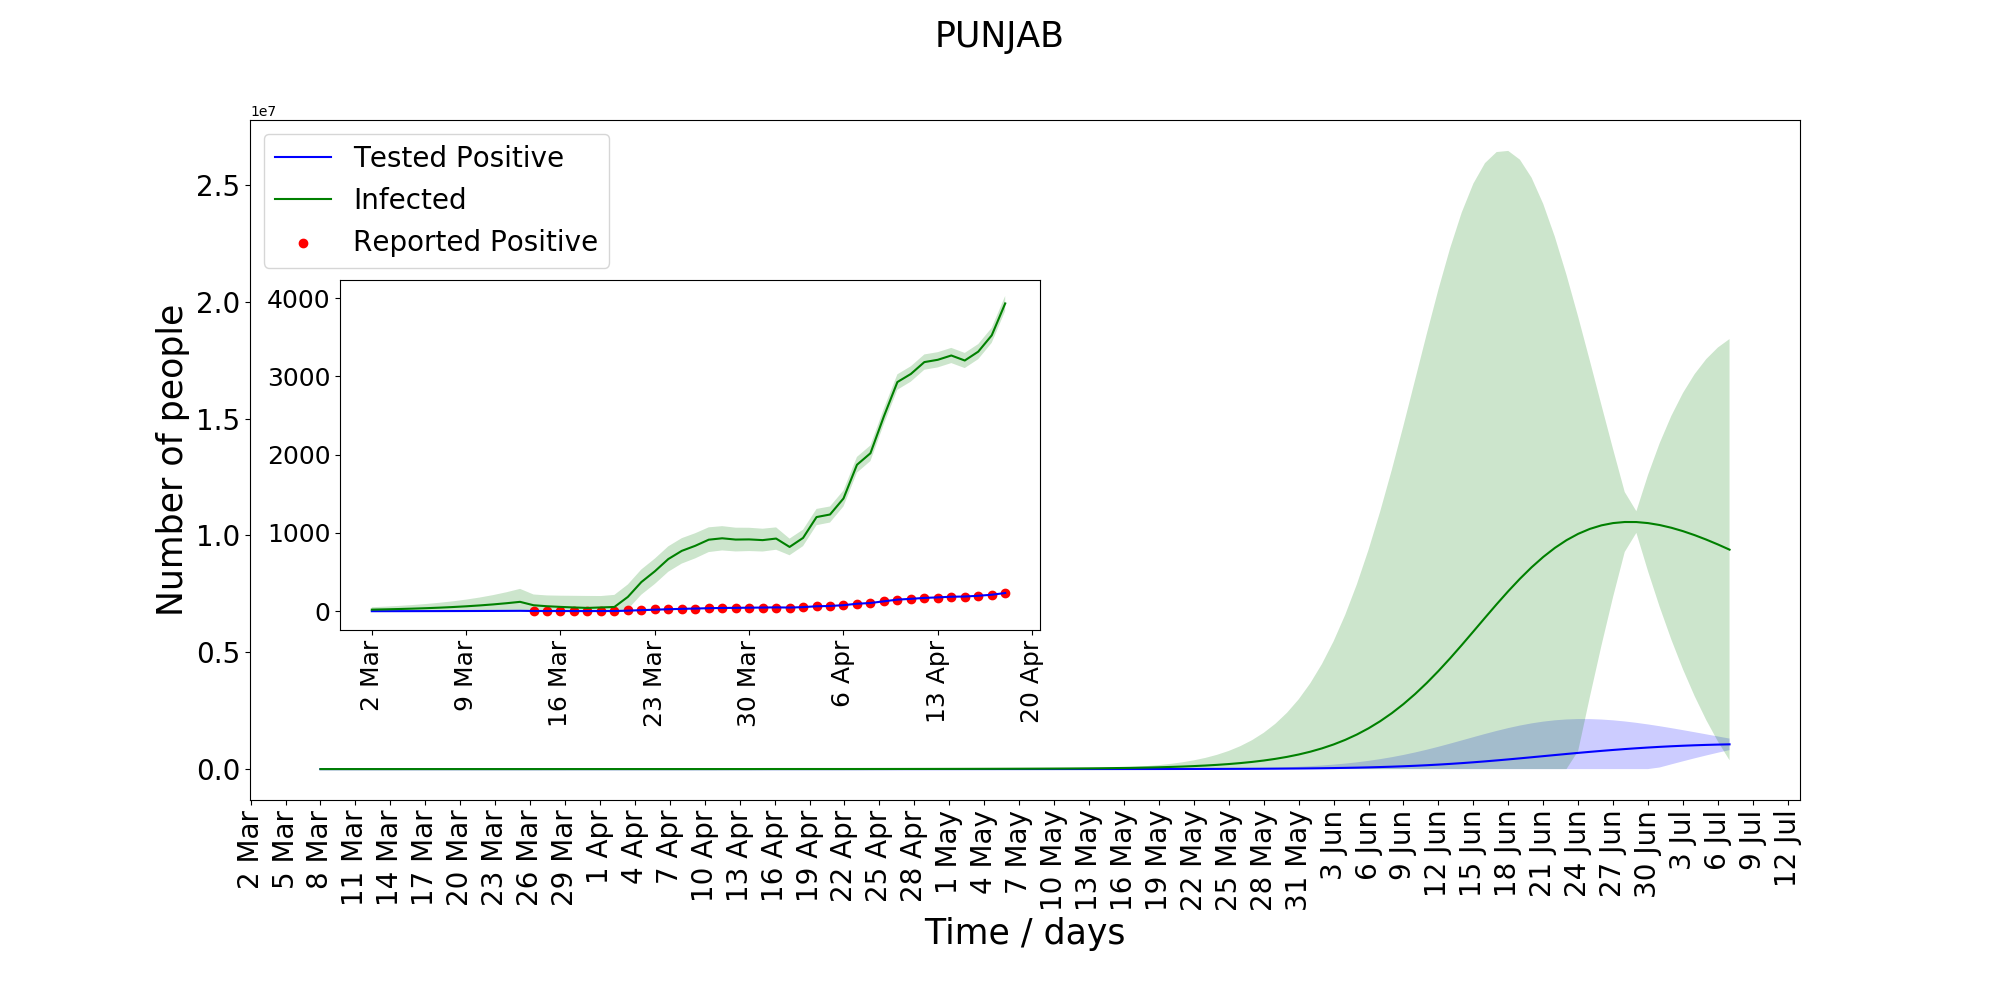 PUNJAB
1e7
Tested Positive
Infected
Reported Positive
2.5
2.0
1.5
1.0
0.5
0.0
Number of people
4000
3000
2000
1000
0
2 Mar
9 Mar
16 Mar
23 Mar
30 Mar
6 Apr
13 Apr
20 Apr
2 Mar
5 Mar
8 Mar
11 Mar
14 Mar
17 Mar
20 Mar
23 Mar
26 Mar
29 Mar
1 Apr
4 Apr
7 Apr
10 Apr
13 Apr
16 Apr
19 Apr
22 Apr
25 Apr
28 Apr
1 May
4 May
7 May
10 May
13 May
16 May
19 May
22 May
25 May
28 May
31 May
3 Jun
6 Jun
9 Jun
12 Jun
15 Jun
18 Jun
21 Jun
24 Jun
27 Jun
30 Jun
3 Jul
6 Jul
9 Jul
12 Jul
Time / days